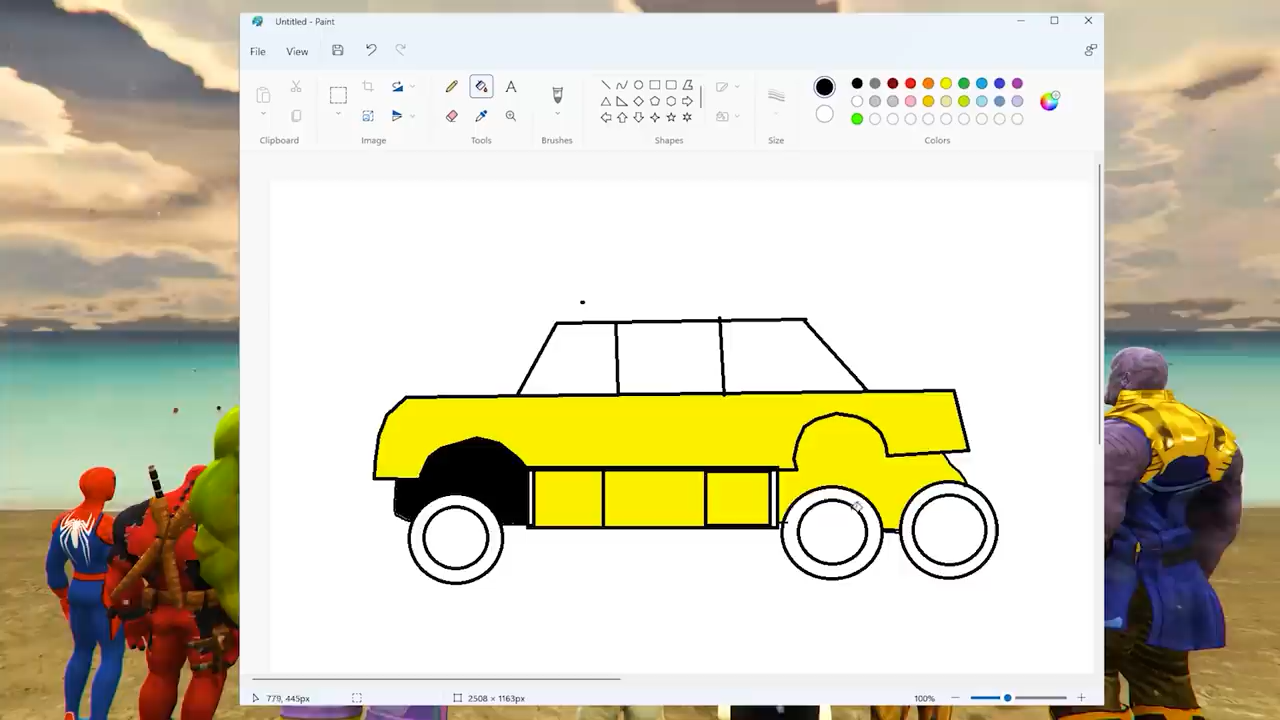 Untitled - Paint
File View
Clipboard Image Tools Brushes Shapes Size Colors
779, 445px 2508 × 1163px 100%